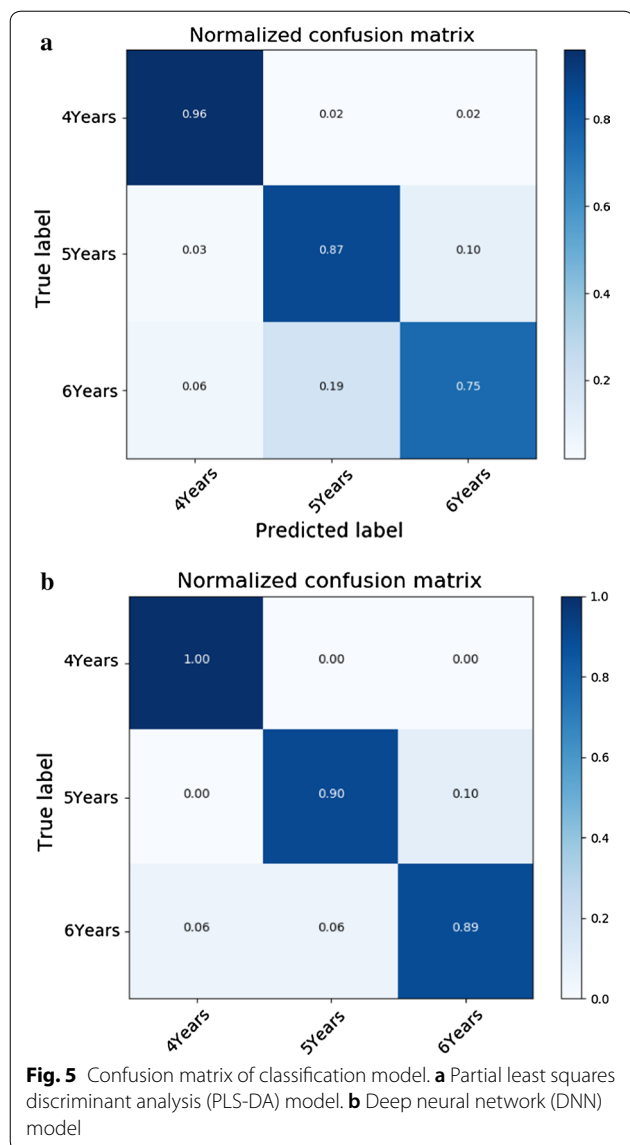 a
Normalized confusion matrix
4Years 0.96 0.02 0.02
5Years 0.03 0.87 0.10
6Years 0.06 0.19 0.75
True label
4Years 5Years 6Years
Predicted label
0.8
0.6
0.4
0.2
b
Normalized confusion matrix
4Years 1.00 0.00 0.00
5Years 0.00 0.90 0.10
6Years 0.06 0.06 0.89
True label
4Years 5Years 6Years
1.0
0.8
0.6
0.4
0.2
0.0
Fig. 5 Confusion matrix of classification model. a Partial least squares
discriminant analysis (PLS-DA) model. b Deep neural network (DNN)
model